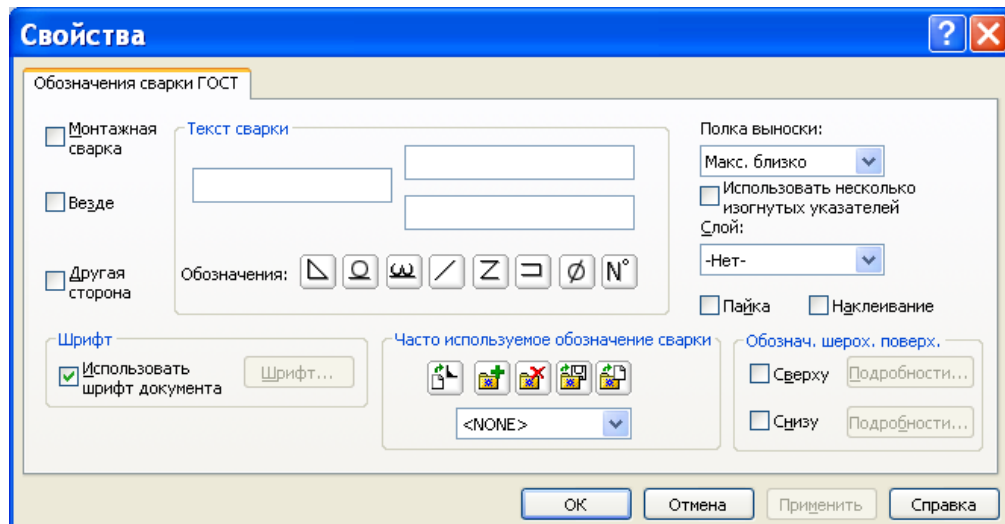 Свойства
Обозначения сварки ГОСТ
Монтажная
сварка
Везде
Другая
сторона
Текст сварки
Обозначения:
N°
Полка выноски:
Макс. близко
Использовать несколько
изогнутых указателей
Слой:
-Нет-
Пайка
Наклеивание
Шрифт
Использовать
шрифт документа
Шрифт...
Часто используемое обозначение сварки
<NONE>
Обознач. шерох. поверх.
Сверху
Подробности...
Снизу
Подробности...
ОК
Отмена
Применить
Справка